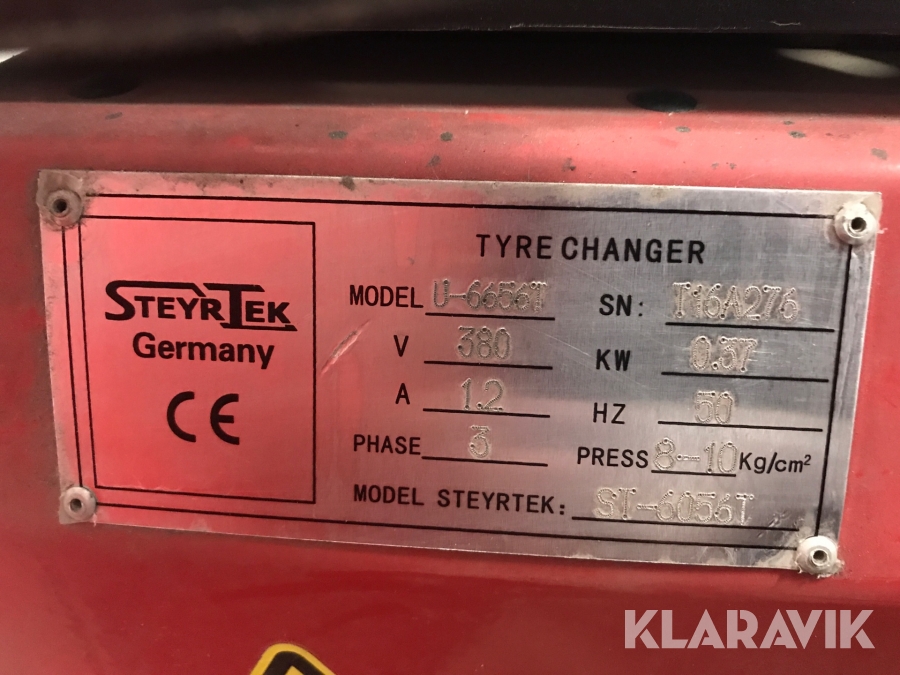 STEYRTEK
Germany
CE
TYRE CHANGER
MODEL U-6656T SN: T16A276
V 380 KW 0.37
A 1.2 HZ 50
PHASE 3 PRESS 8-10 Kg/cm²
MODEL STEYRTEK: ST-6056T
KLARAVIK